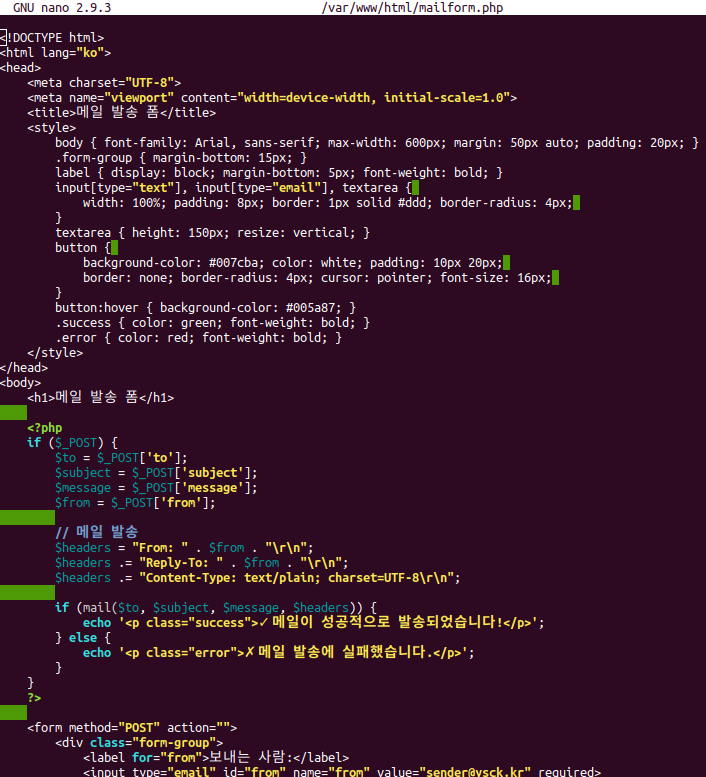 GNU nano 2.9.3 /var/www/html/mailform.php
<!DOCTYPE html>
<html lang="ko">
<head>
    <meta charset="UTF-8">
    <meta name="viewport" content="width=device-width, initial-scale=1.0">
    <title>메일 발송 폼</title>
    <style>
        body { font-family: Arial, sans-serif; max-width: 600px; margin: 50px auto; padding: 20px; }
        .form-group { margin-bottom: 15px; }
        label { display: block; margin-bottom: 5px; font-weight: bold; }
        input[type="text"], input[type="email"], textarea {
            width: 100%; padding: 8px; border: 1px solid #ddd; border-radius: 4px;
        }
        textarea { height: 150px; resize: vertical; }
        button {
            background-color: #007cba; color: white; padding: 10px 20px;
            border: none; border-radius: 4px; cursor: pointer; font-size: 16px;
        }
        button:hover { background-color: #005a87; }
        .success { color: green; font-weight: bold; }
        .error { color: red; font-weight: bold; }
    </style>
</head>
<body>
    <h1>메일 발송 폼</h1>
    <?php
    if ($_POST) {
        $to = $_POST['to'];
        $subject = $_POST['subject'];
        $message = $_POST['message'];
        $from = $_POST['from'];
        // 메일 발송
        $headers = "From: " . $from . "\r\n";
        $headers .= "Reply-To: " . $from . "\r\n";
        $headers .= "Content-Type: text/plain; charset=UTF-8\r\n";
        if (mail($to, $subject, $message, $headers)) {
            echo '<p class="success">✓메일이 성공적으로 발송되었습니다!</p>';
        } else {
            echo '<p class="error">✗메일 발송에 실패했습니다.</p>';
        }
    }
    ?>
    <form method="POST" action="">
        <div class="form-group">
            <label for="from">보내는 사람:</label>
            <input type="email" id="from" name="from" value="sender@ysck.kr" required>